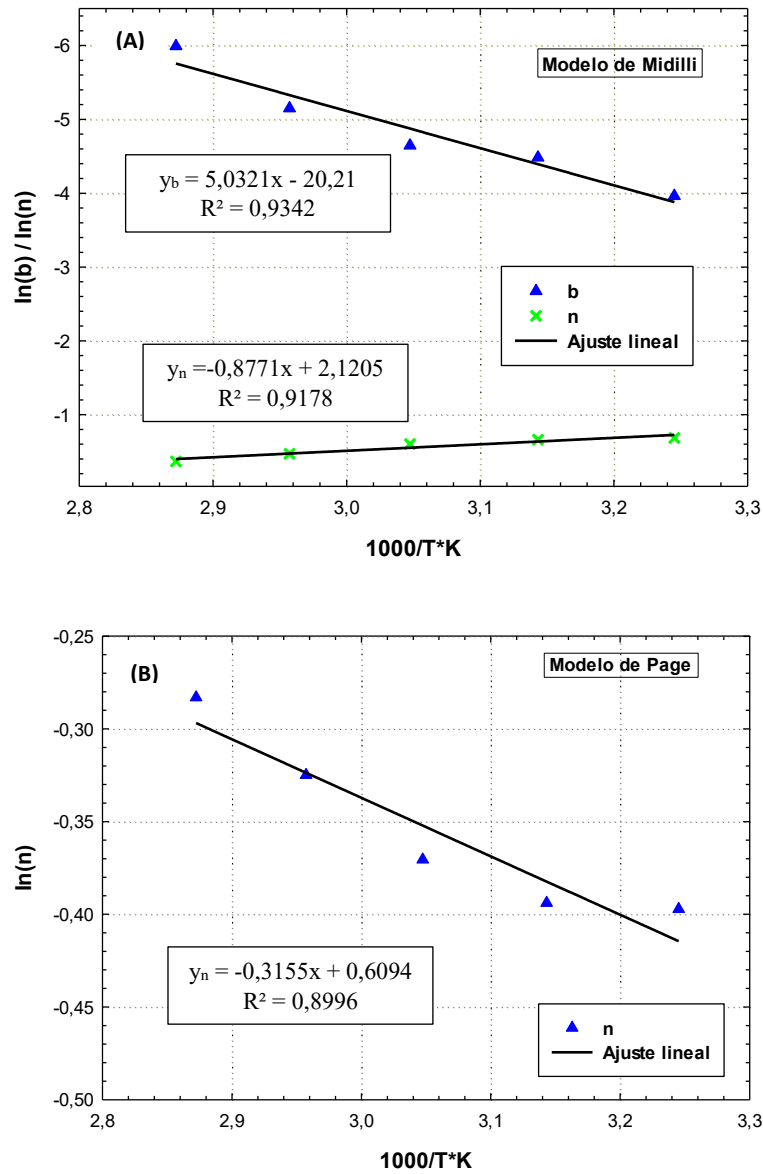 (A)
Modelo de Midilli
-6
-5
-4
-3
-2
-1
ln(b) / ln(n)
yb = 5,0321x - 20,21
R² = 0,9342
b
n
Ajuste lineal
yn =-0,8771x + 2,1205
R² = 0,9178
2,8 2,9 3,0 3,1 3,2 3,3
1000/T*K
(B)
Modelo de Page
-0,25
-0,30
-0,35
-0,40
-0,45
-0,50
ln(n)
yn = -0,3155x + 0,6094
R² = 0,8996
n
Ajuste lineal
2,8 2,9 3,0 3,1 3,2 3,3
1000/T*K